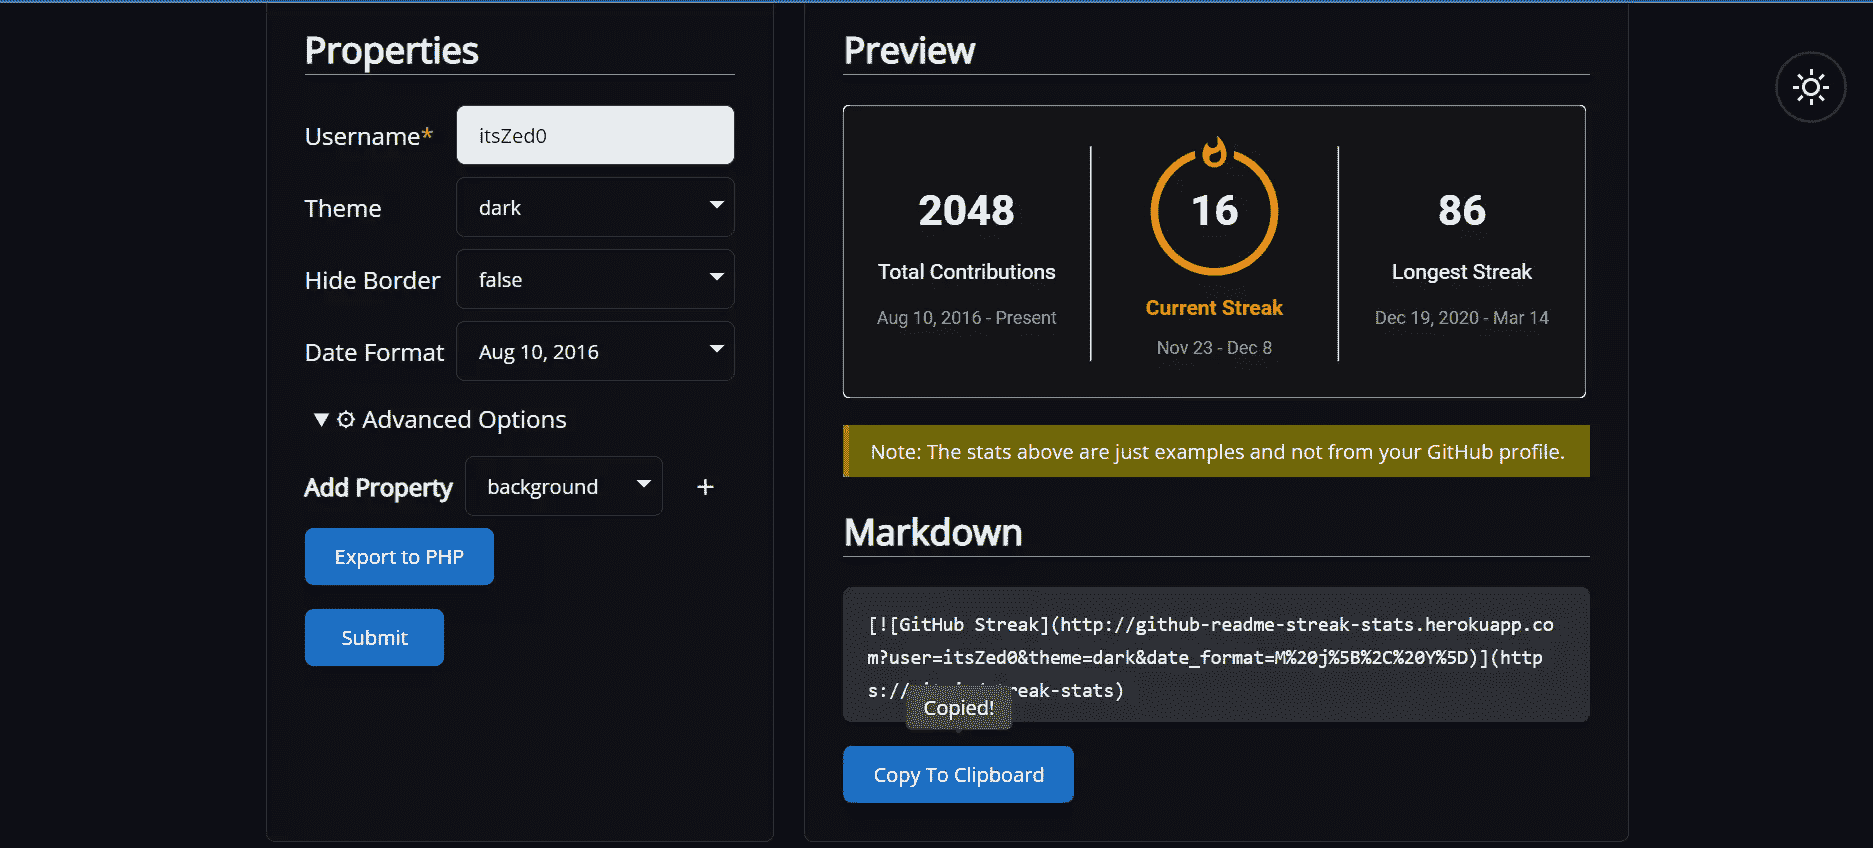 Properties
Username*
itsZed0
Theme
dark
Hide Border
false
Date Format
Aug 10, 2016
Advanced Options
Add Property
background
+
Export to PHP
Submit
Preview
2048
Total Contributions
Aug 10, 2016 - Present
16
Current Streak
Nov 23 - Dec 8
86
Longest Streak
Dec 19, 2020 - Mar 14
Note: The stats above are just examples and not from your GitHub profile.
Markdown
[![GitHub Streak](http://github-readme-streak-stats.herokuapp.co
m?user=itsZed0&theme=dark&date_format=M%20j%5B%2C%20Y%5D)](http
s://reak-stats)
Copied!
Copy To Clipboard